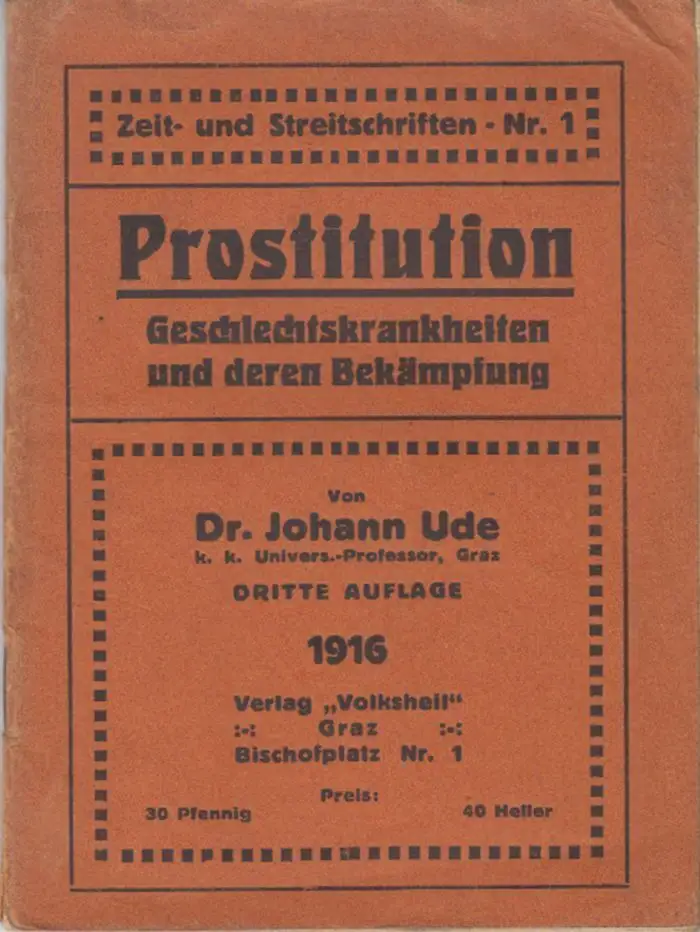 Zeit- und Streitschriften - Nr. 1
Prostitution
Geschlechtskrankheiten
und deren Bekämpfung
Von
Dr. Johann Ude
k. k. Univers.-Professor, Graz
DRITTE AUFLAGE
1916
Verlag „Volksheil“
:-: Graz :-:
Bischofplatz Nr. 1
Preis:
30 Pfennig 40 Heller